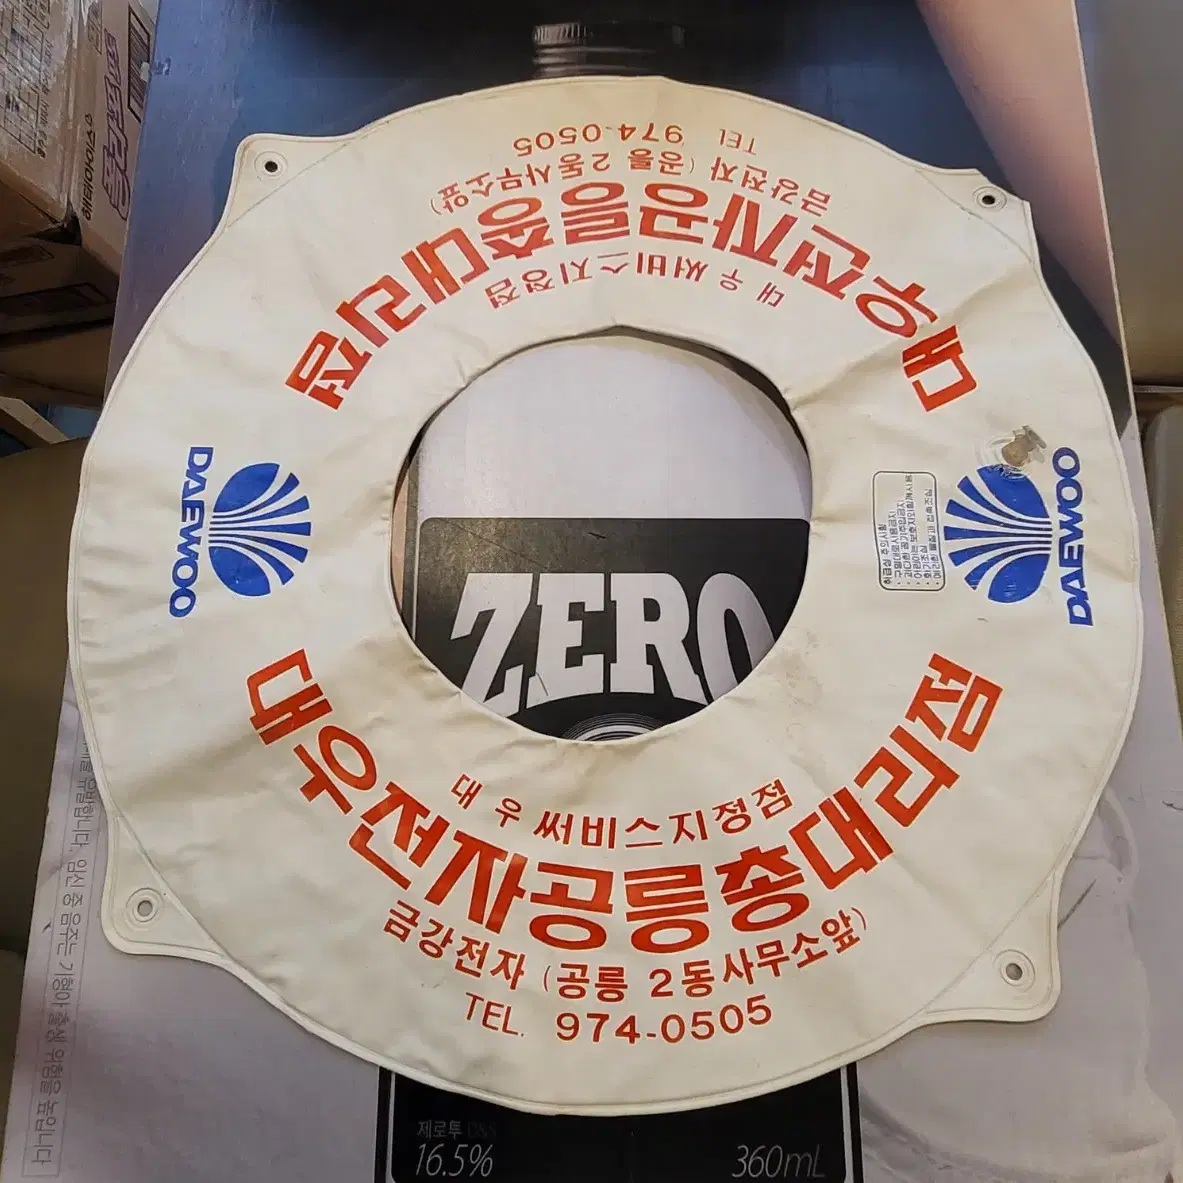 TEL 974-0505
금강전자 (공릉 2동사무소앞)
대우전자공릉총대리점
대우써비스지정점
DAEWOO
DAEWOO
ZERO
대우써비스지정점
대우전자공릉총대리점
금강전자 (공릉 2동사무소앞)
TEL. 974-0505
제로투
16.5%
360mL